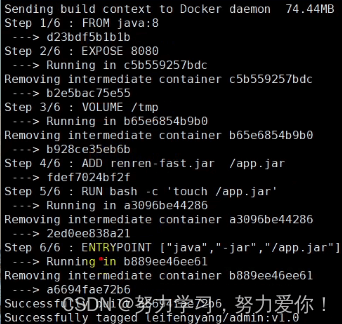 Sending build context to Docker daemon  74.44MB
Step 1/6 : FROM java:8
 ---> d23bdf5b1b1b
Step 2/6 : EXPOSE 8080
 ---> Running in c5b559257bdc
Removing intermediate container c5b559257bdc
 ---> b2e5bac75e55
Step 3/6 : VOLUME /tmp
 ---> Running in b65e6854b9b0
Removing intermediate container b65e6854b9b0
 ---> b928ce35eb6b
Step 4/6 : ADD renren-fast.jar  /app.jar
 ---> fdef7024bf2f
Step 5/6 : RUN bash -c 'touch /app.jar'
 ---> Running in a3096be44286
Removing intermediate container a3096be44286
 ---> 2ed0ee838a21
Step 6/6 : ENTRYPOINT ["java","-jar","/app.jar"]
 ---> Running in b889ee46ee61
Removing intermediate container b889ee46ee61
 ---> a6694fae72b6
Successfully built a6694fae72b6
CSDN @努力学习，努力爱你！
Successfully tagged leifengyang/admin:v1.0